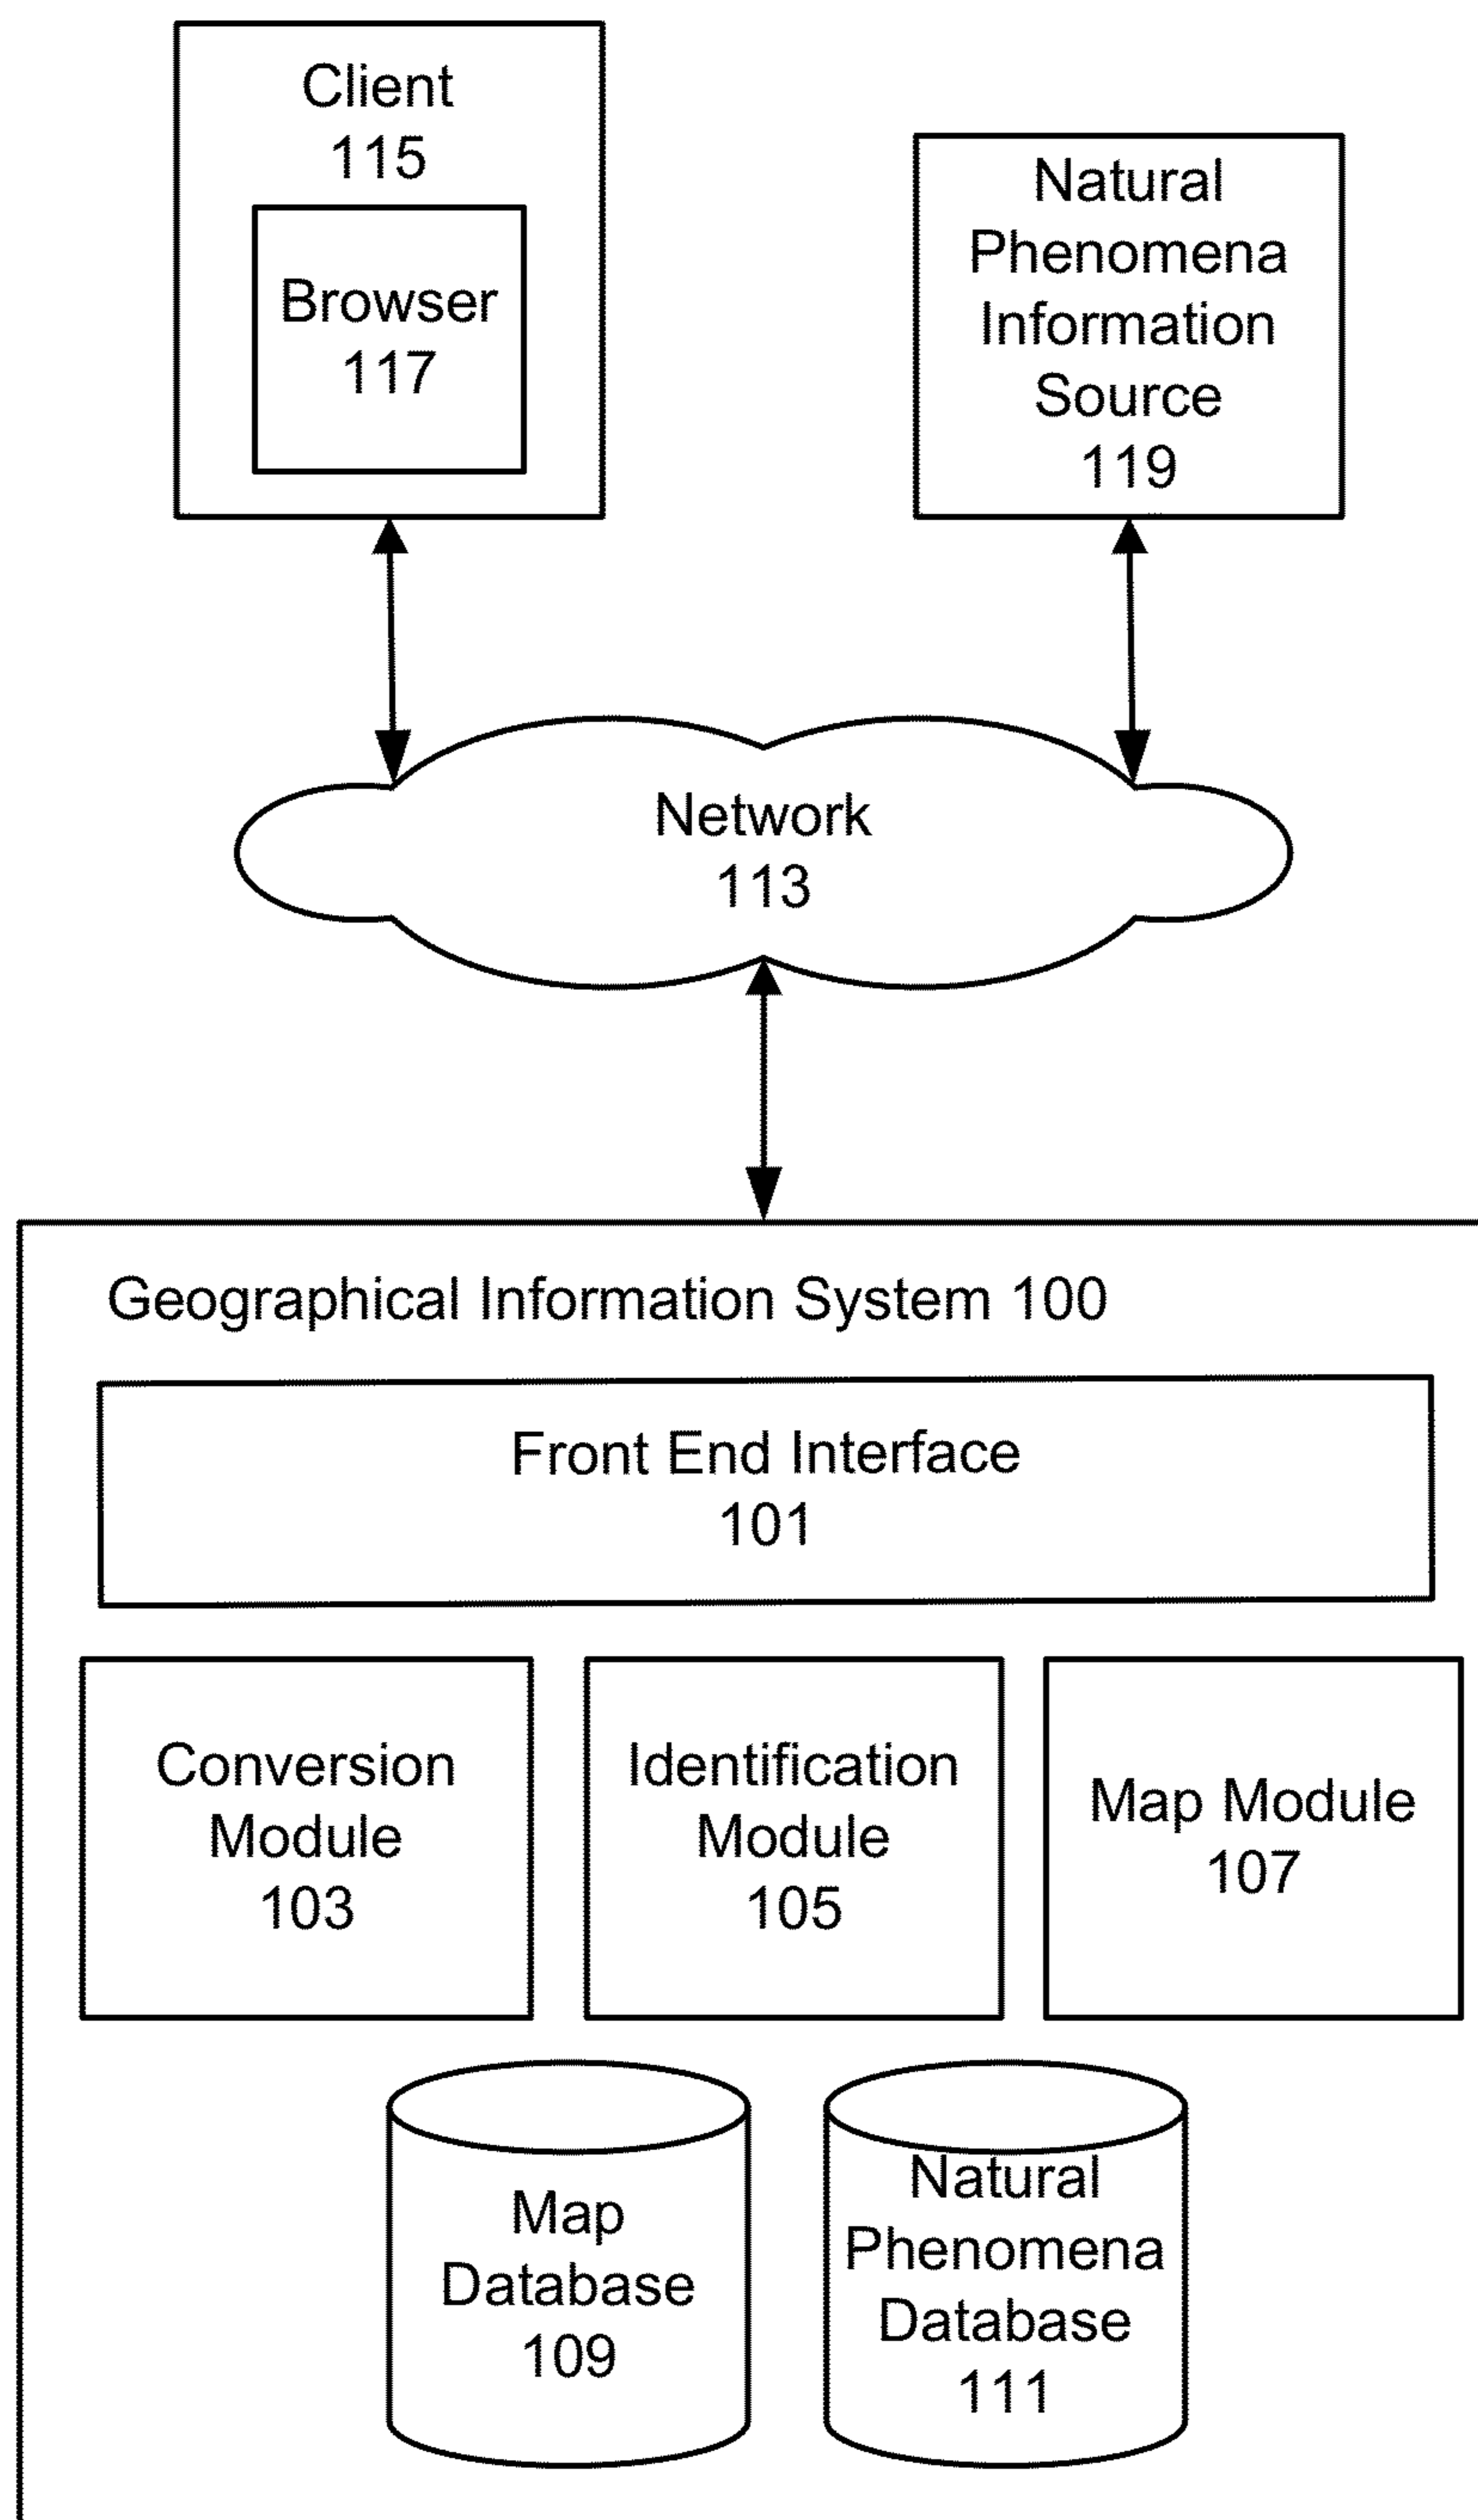 Client
115
Browser
117
Natural
Phenomena
Information
Source
119
Network
113
Geographical Information System 100
Front End Interface
101
Conversion
Module
103
Identification
Module
105
Map Module
107
Map
Database
109
Natural
Phenomena
Database
111